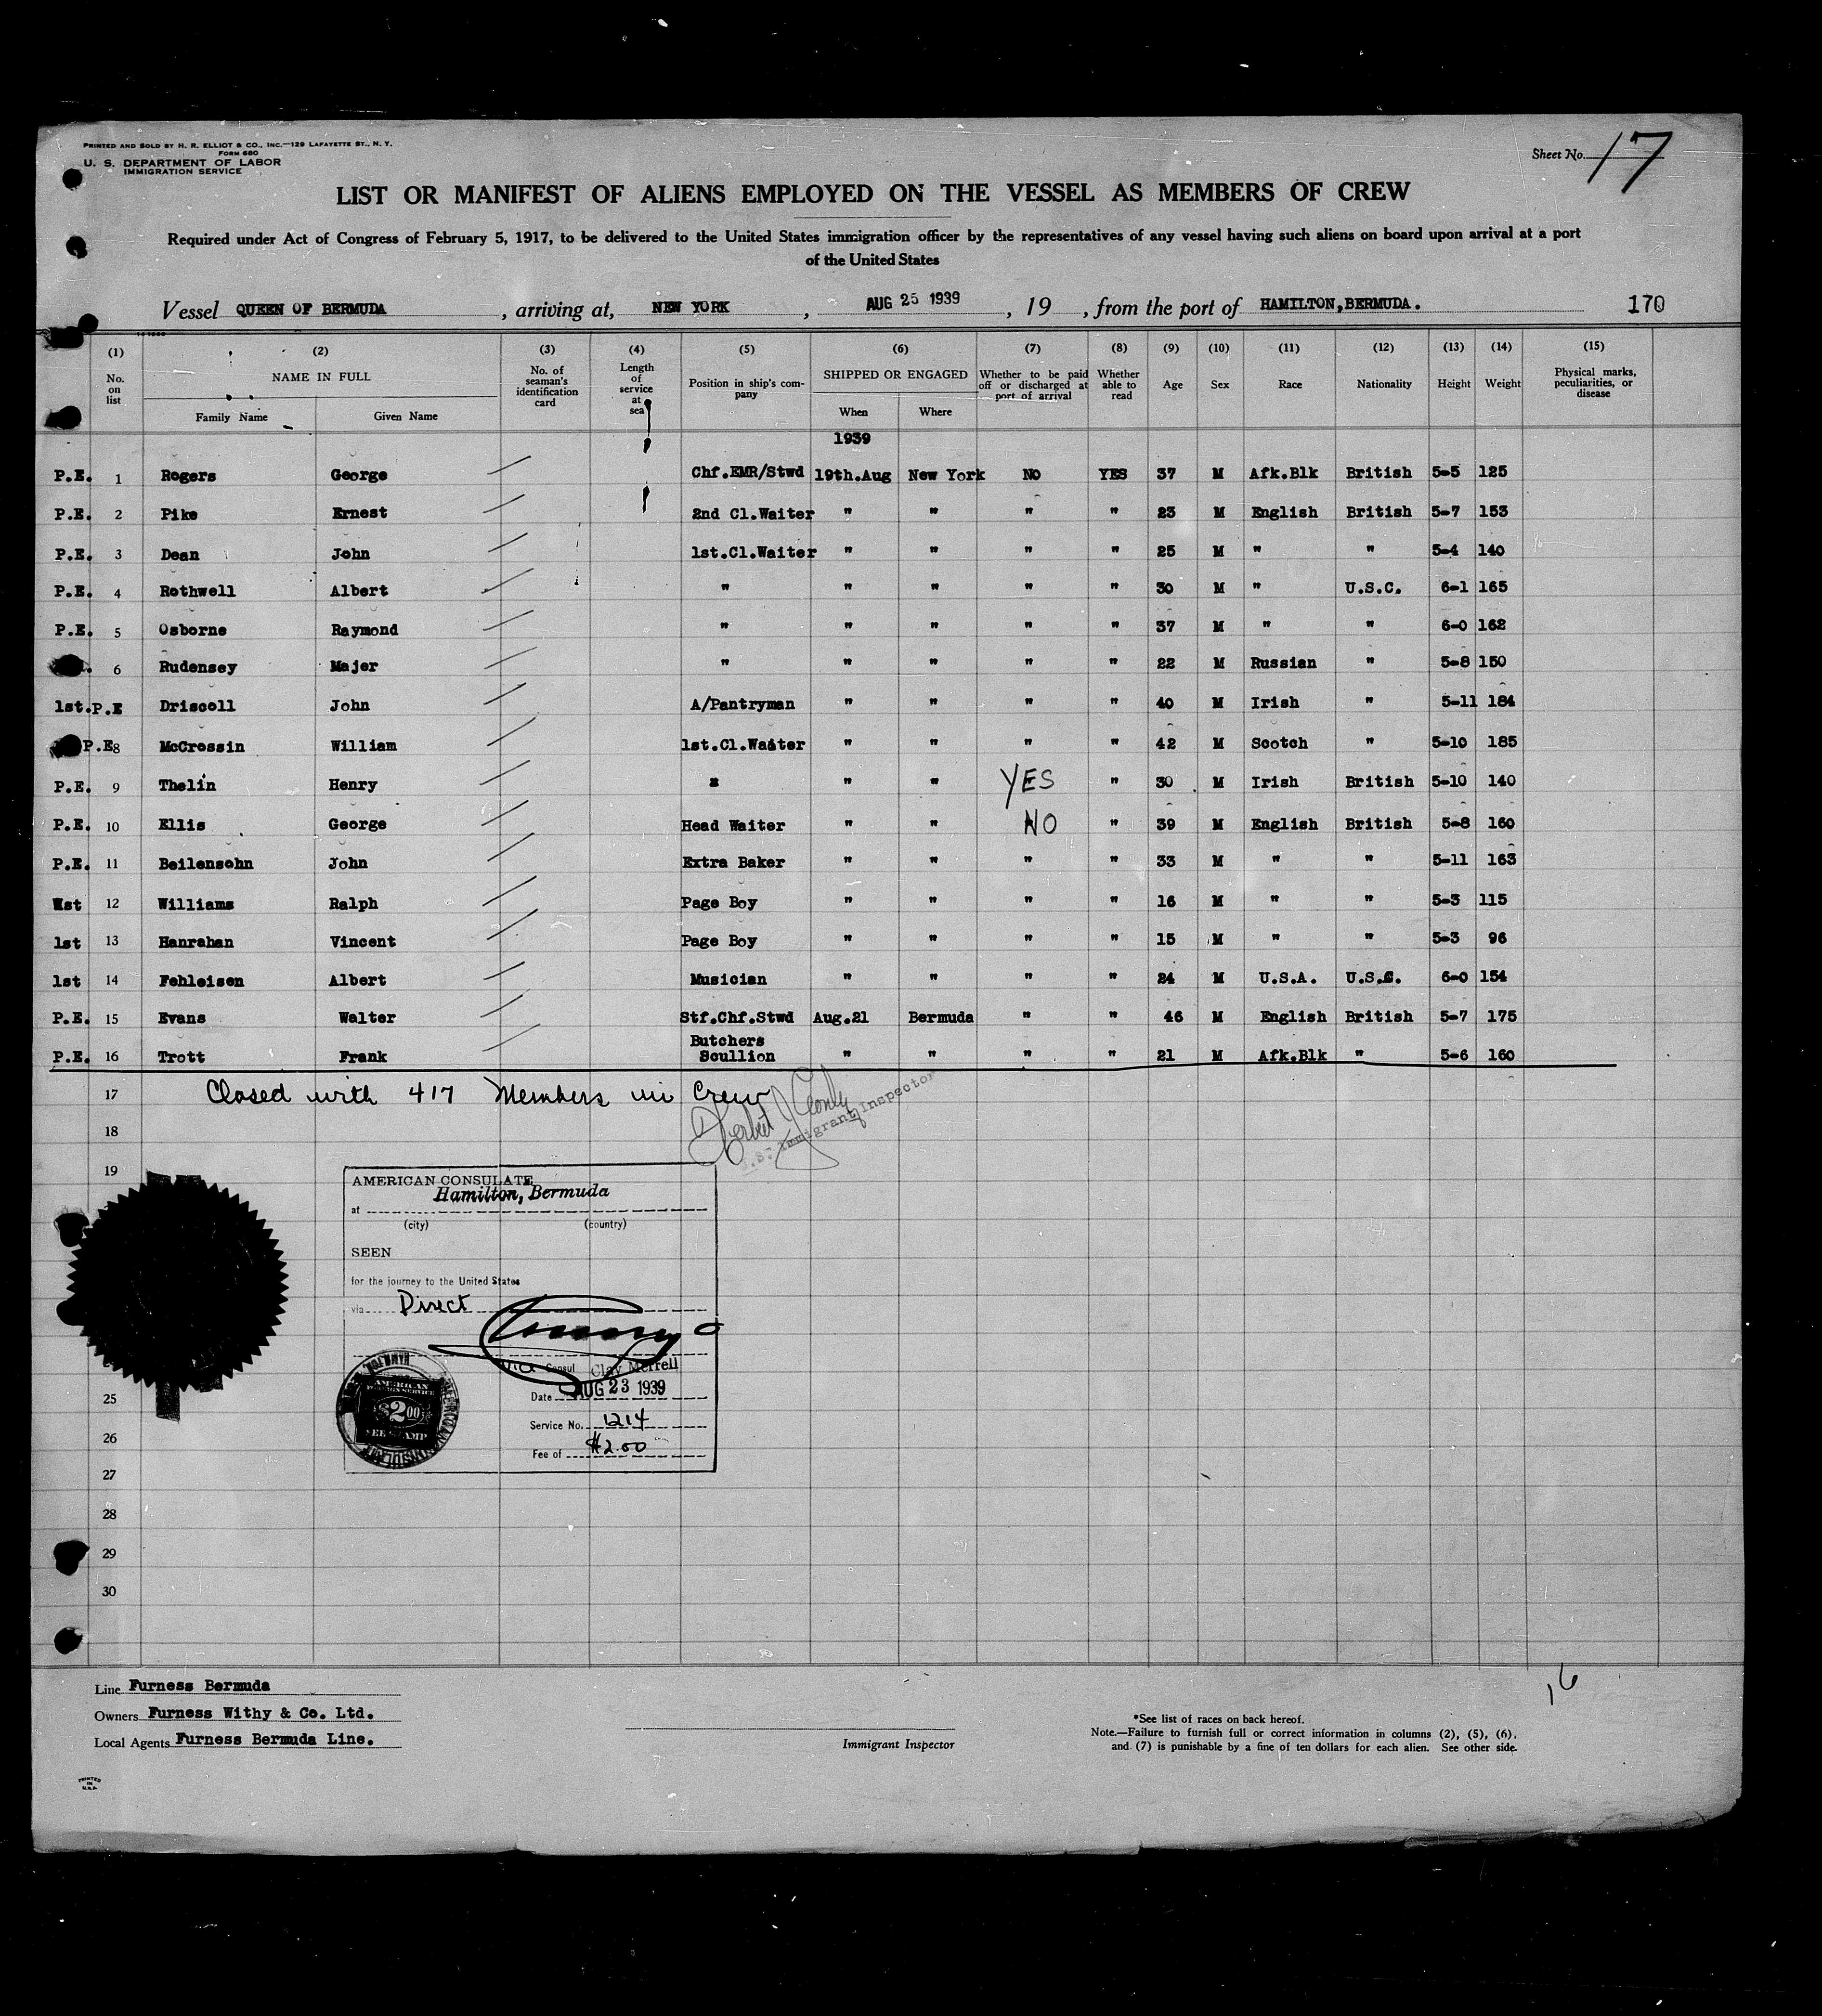 PRINTED AND SOLD BY H. R. ELLIOT & CO., INC.—129 LAFAYETTE ST., N. Y.
FORM 680
U. S. DEPARTMENT OF LABOR
IMMIGRATION SERVICE
Sheet No. 17
LIST OR MANIFEST OF ALIENS EMPLOYED ON THE VESSEL AS MEMBERS OF CREW
Required under Act of Congress of February 5, 1917, to be delivered to the United States immigration officer by the representatives of any vessel having such aliens on board upon arrival at a port
of the United States
Vessel QUEEN OF BERMUDA, arriving at, NEW YORK, AUG 25 1939, 19 , from the port of HAMILTON, BERMUDA. 170
(1) (2) (3) (4) (5) (6) (7) (8) (9) (10) (11) (12) (13) (14) (15)
No. on list NAME IN FULL Family Name Given Name No. of seaman's identification card Length of service at sea Position in ship's company SHIPPED OR ENGAGED When Where Whether to be paid off or discharged at port of arrival Whether able to read Age Sex Race Nationality Height Weight Physical marks, peculiarities, or disease
1939
P.E. 1 Rogers George Chf.EMR/Stwd 19th.Aug New York NO YES 37 M Afk.Blk British 5-5 125
P.E. 2 Pike Ernest 2nd Cl.Waiter " " " " 23 M English British 5-7 153
P.E. 3 Dean John 1st.Cl.Waiter " " " " 25 M " " 5-4 140
P.E. 4 Rothwell Albert " " " " " 30 M " U.S.C. 6-1 165
P.E. 5 Osborne Raymond " " " " " 37 M " " 6-0 162
6 Rudensey Majer " " " " " 22 M Russian " 5-8 150
1st.P.E Driscoll John A/Pantryman " " " " 40 M Irish " 5-11 184
P.E8 McCrossin William 1st.Cl.Waiter " " " " 42 M Scotch " 5-10 185
P.E. 9 Thelin Henry " " " YES " 30 M Irish British 5-10 140
P.E. 10 Ellis George Head Waiter " " NO " 39 M English British 5-8 160
P.E. 11 Beilensohn John Extra Baker " " " " 33 M " " 5-11 163
1st 12 Williams Ralph Page Boy " " " " 16 M " " 5-3 115
1st 13 Hanrahan Vincent Page Boy " " " " 15 M " " 5-3 96
1st 14 Fehleisen Albert Musician " " " " 24 M U.S.A. U.S.C. 6-0 154
P.E. 15 Evans Walter Stf.Chf.Stwd Aug.21 Bermuda " " 46 M English British 5-7 175
P.E. 16 Trott Frank Butchers Scullion " " " " 21 M Afk.Blk " 5-6 160
17 Closed with 417 Members in Crew
U.S. Immigrant Inspector
18
19
AMERICAN CONSULATE
at Hamilton, Bermuda
(city) (country)
SEEN
for the journey to the United States
via Direct
Vice Consul Clay Merrell
Date AUG 23 1939
Service No. 1214
Fee of $2.00
AMERICAN
FOREIGN SERVICE
$2.00
FEE STAMP
25
26
27
28
29
30
16
Line Furness Bermuda
Owners Furness Withy & Co. Ltd.
Local Agents Furness Bermuda Line.
Immigrant Inspector
*See list of races on back hereof.
Note.—Failure to furnish full or correct information in columns (2), (5), (6),
and (7) is punishable by a fine of ten dollars for each alien. See other side.
PRINTED
IN
U.S.A.